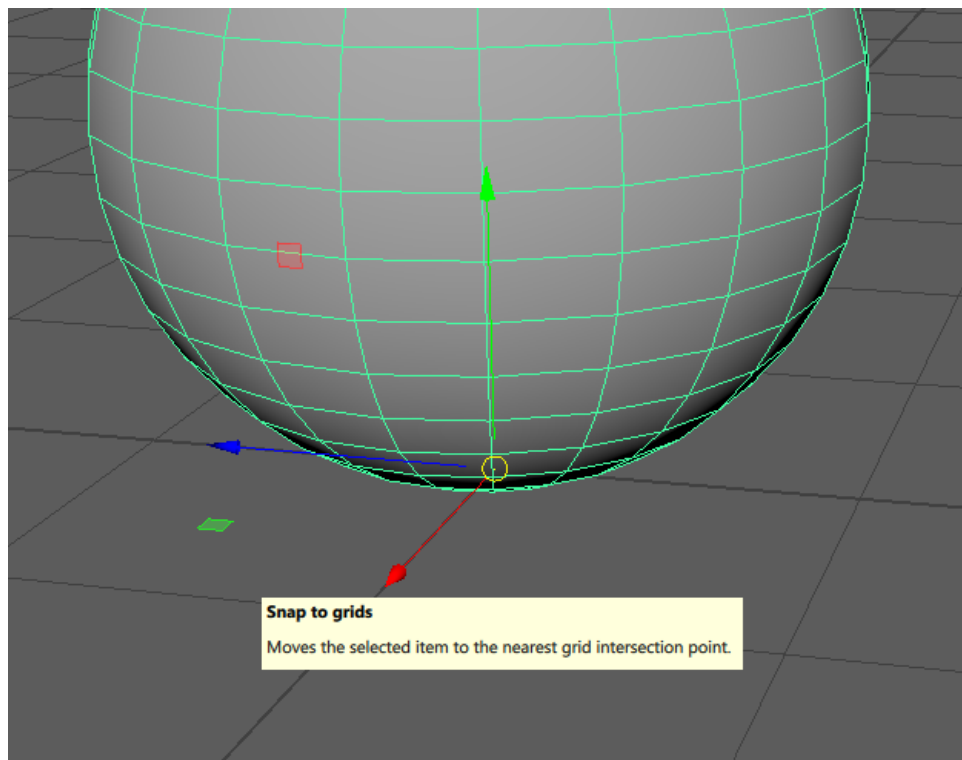 Snap to grids
Moves the selected item to the nearest grid intersection point.